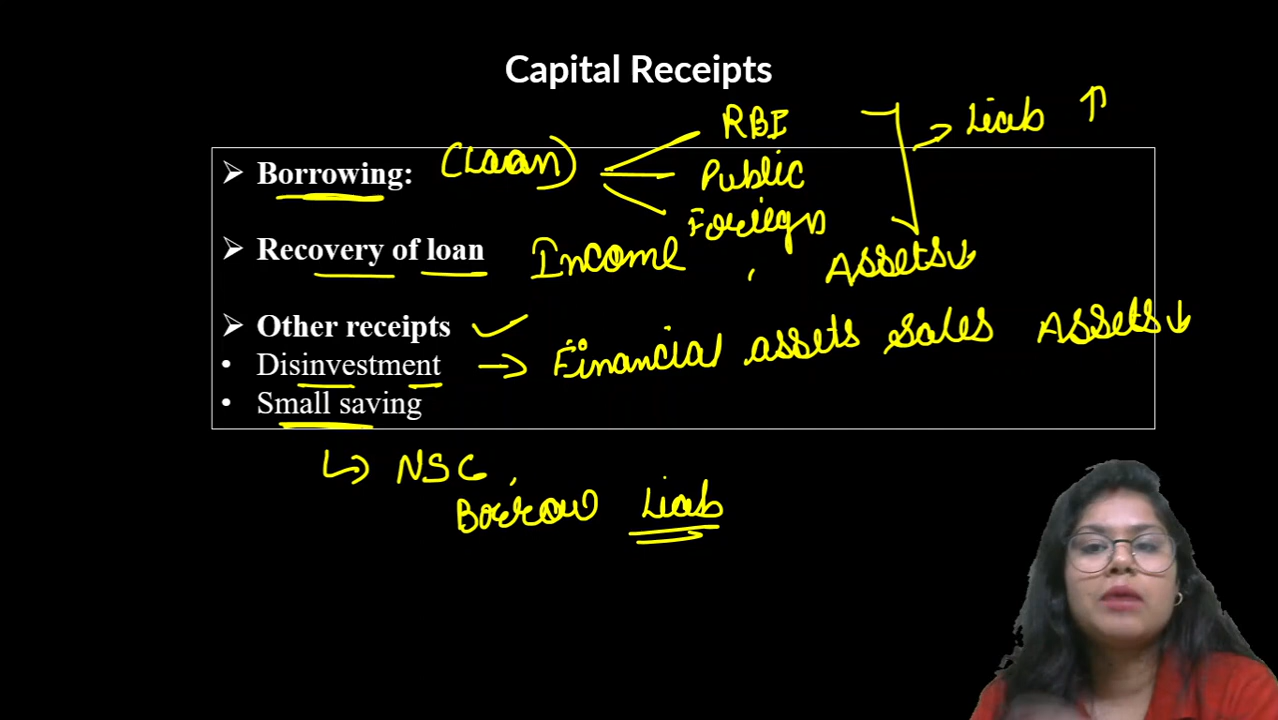 Capital Receipts
RBI
Liab ↑
➢ Borrowing: (Loan)
Public
Foreign
➢ Recovery of loan Income , Assets↓
➢ Other receipts ✓
• Disinvestment → Financial assets sales Assets↓
• Small saving
↳ NSC ,
Borrow Liab